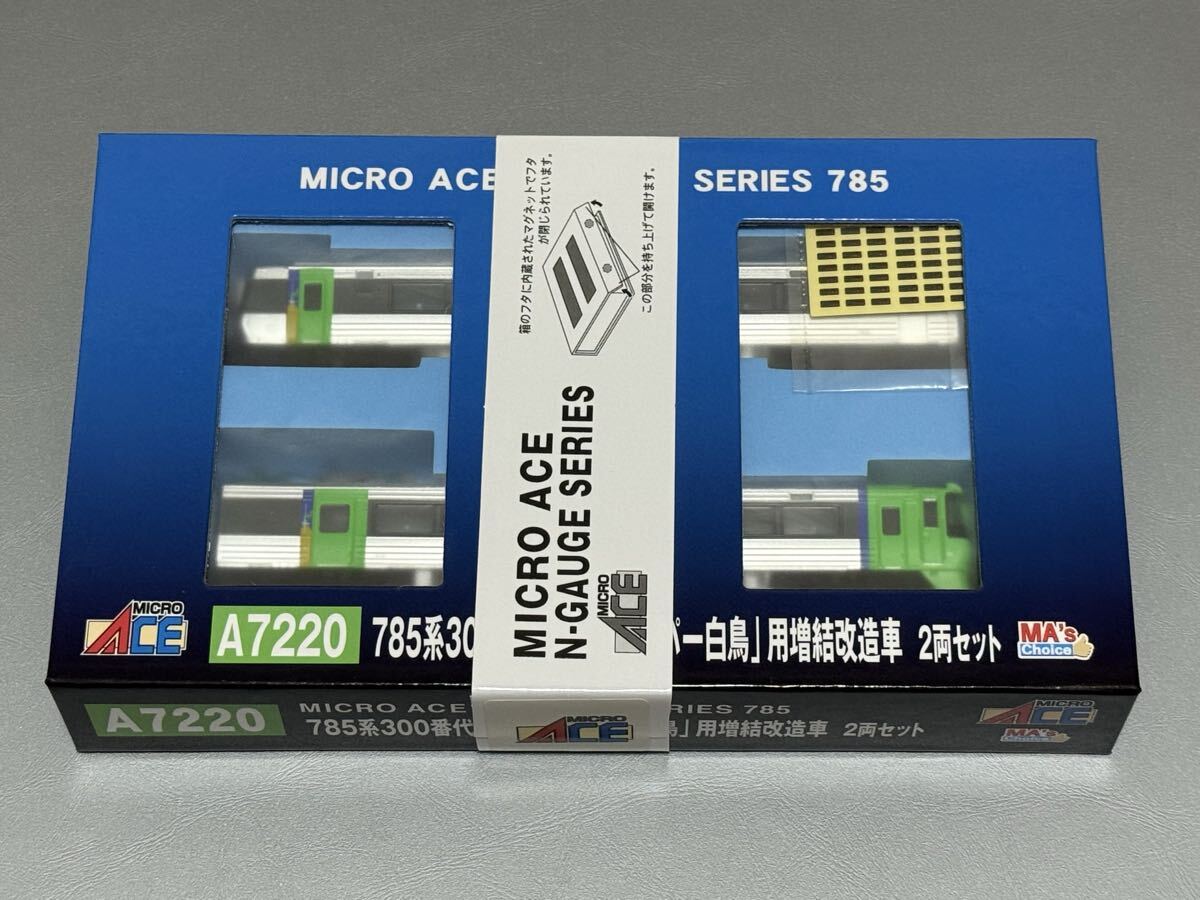 MICRO ACE
SERIES 785
箱のフタに内蔵されたマグネットでフタ
が閉じられています。
この部分を持ち上げて開けます。
MICRO ACE
N-GAUGE SERIES
MICRO ACE
MICRO ACE
A7220 785系30 パー白鳥」用増結改造車 2両セット
MA's Choice
A7220
MICRO ACE RIES 785
785系300番代 鳥」用増結改造車 2両セット
MICRO ACE
MICRO ACE
MA's Choice